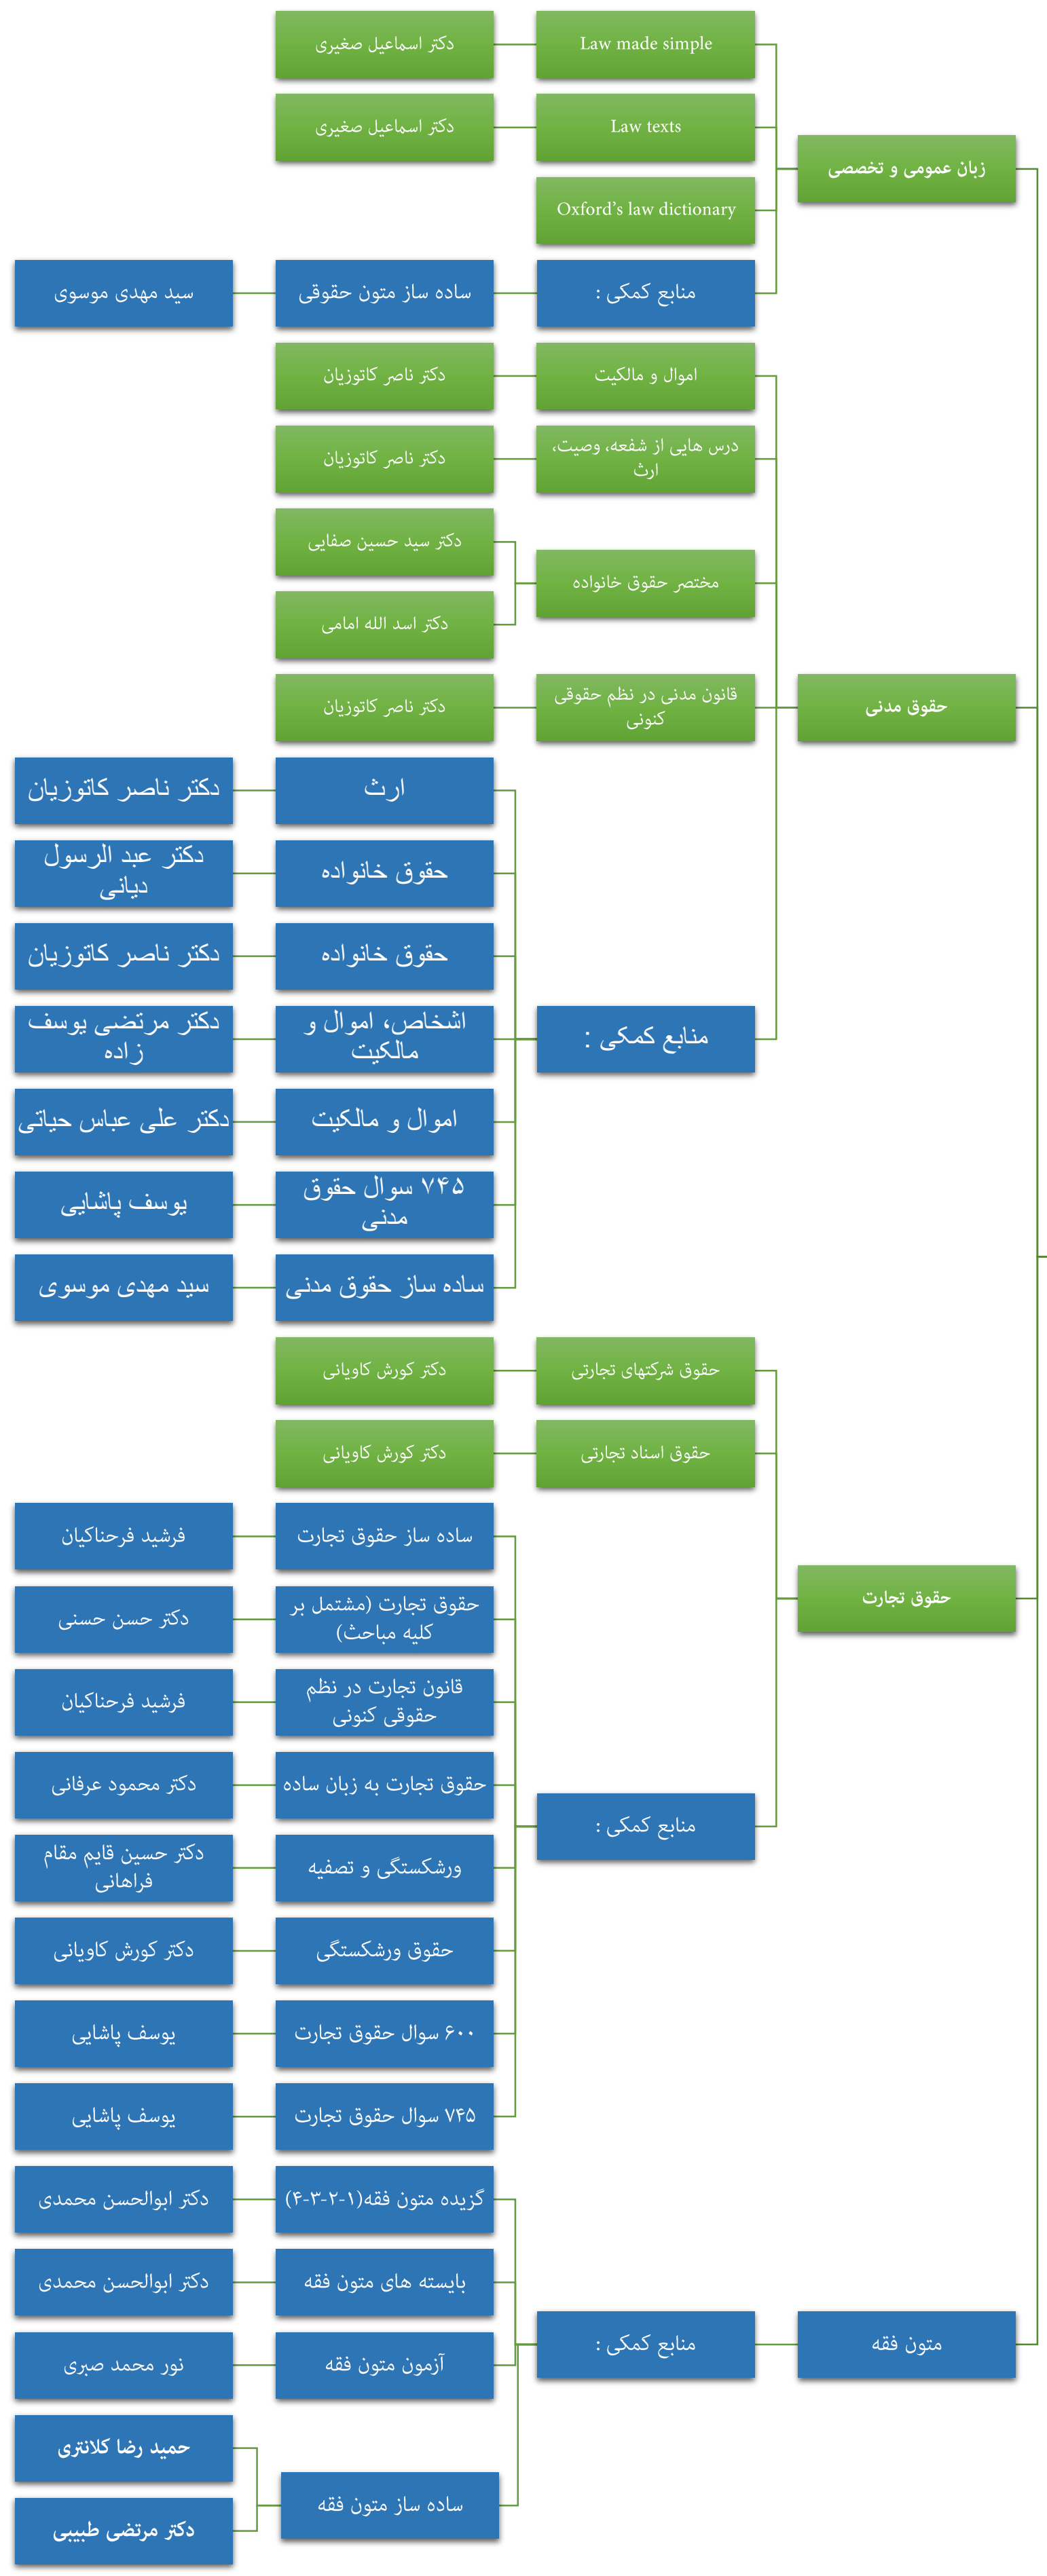 زبان عمومی و تخصصی
Law made simple
دکتر اسماعیل صغیری
Law texts
دکتر اسماعیل صغیری
Oxford’s law dictionary
منابع کمکی :
ساده ساز متون حقوقی
سید مهدی موسوی
حقوق مدنی
اموال و مالکیت
دکتر ناصر کاتوزیان
درس هایی از شفعه، وصیت،
ارث
دکتر ناصر کاتوزیان
مختصر حقوق خانواده
دکتر سید حسین صفایی
دکتر اسد الله امامی
قانون مدنی در نظم حقوقی
کنونی
دکتر ناصر کاتوزیان
منابع کمکی :
ارث
دکتر ناصر کاتوزیان
حقوق خانواده
دکتر عبد الرسول
دیانی
حقوق خانواده
دکتر ناصر کاتوزیان
اشخاص، اموال و
مالکیت
دکتر مرتضی یوسف
زاده
اموال و مالکیت
دکتر علی عباس حیاتی
۷۴۵ سوال حقوق
مدنی
یوسف پاشایی
ساده ساز حقوق مدنی
سید مهدی موسوی
حقوق تجارت
حقوق شرکتهای تجارتی
دکتر کورش کاویانی
حقوق اسناد تجارتی
دکتر کورش کاویانی
منابع کمکی :
ساده ساز حقوق تجارت
فرشید فرحناکیان
حقوق تجارت (مشتمل بر
کلیه مباحث)
دکتر حسن حسنی
قانون تجارت در نظم
حقوقی کنونی
فرشید فرحناکیان
حقوق تجارت به زبان ساده
دکتر محمود عرفانی
ورشکستگی و تصفیه
دکتر حسین قایم مقام
فراهانی
حقوق ورشکستگی
دکتر کورش کاویانی
۶۰۰ سوال حقوق تجارت
یوسف پاشایی
۷۴۵ سوال حقوق تجارت
یوسف پاشایی
متون فقه
منابع کمکی :
گزیده متون فقه(۱-۲-۳-۴)
دکتر ابوالحسن محمدی
بایسته های متون فقه
دکتر ابوالحسن محمدی
آزمون متون فقه
نور محمد صبری
ساده ساز متون فقه
حمید رضا کلانتری
دکتر مرتضی طبیبی